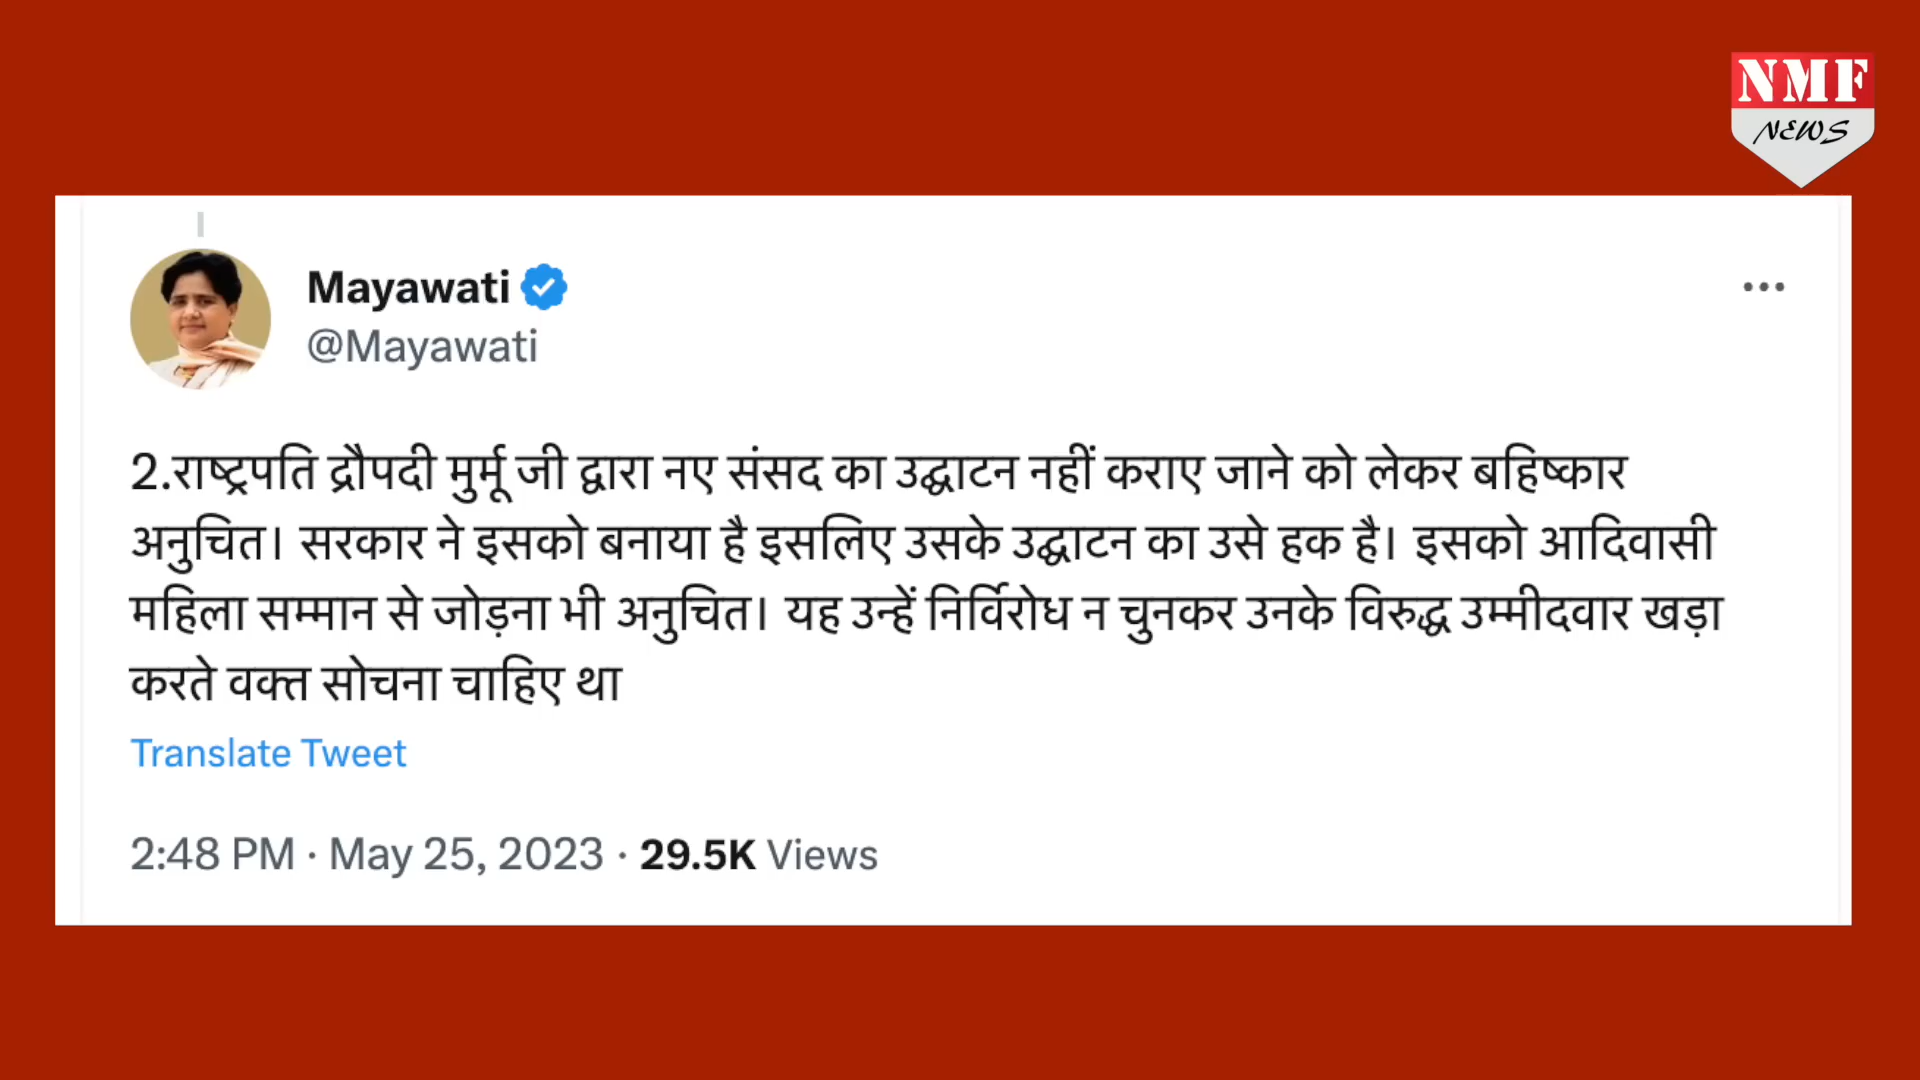 NMF
NEWS
Mayawati
@Mayawati
2.राष्ट्रपति द्रौपदी मुर्मू जी द्वारा नए संसद का उद्घाटन नहीं कराए जाने को लेकर बहिष्कार
अनुचित। सरकार ने इसको बनाया है इसलिए उसके उद्घाटन का उसे हक है। इसको आदिवासी
महिला सम्मान से जोड़ना भी अनुचित। यह उन्हें निर्विरोध न चुनकर उनके विरुद्ध उम्मीदवार खड़ा
करते वक्त सोचना चाहिए था
Translate Tweet
2:48 PM · May 25, 2023 · 29.5K Views